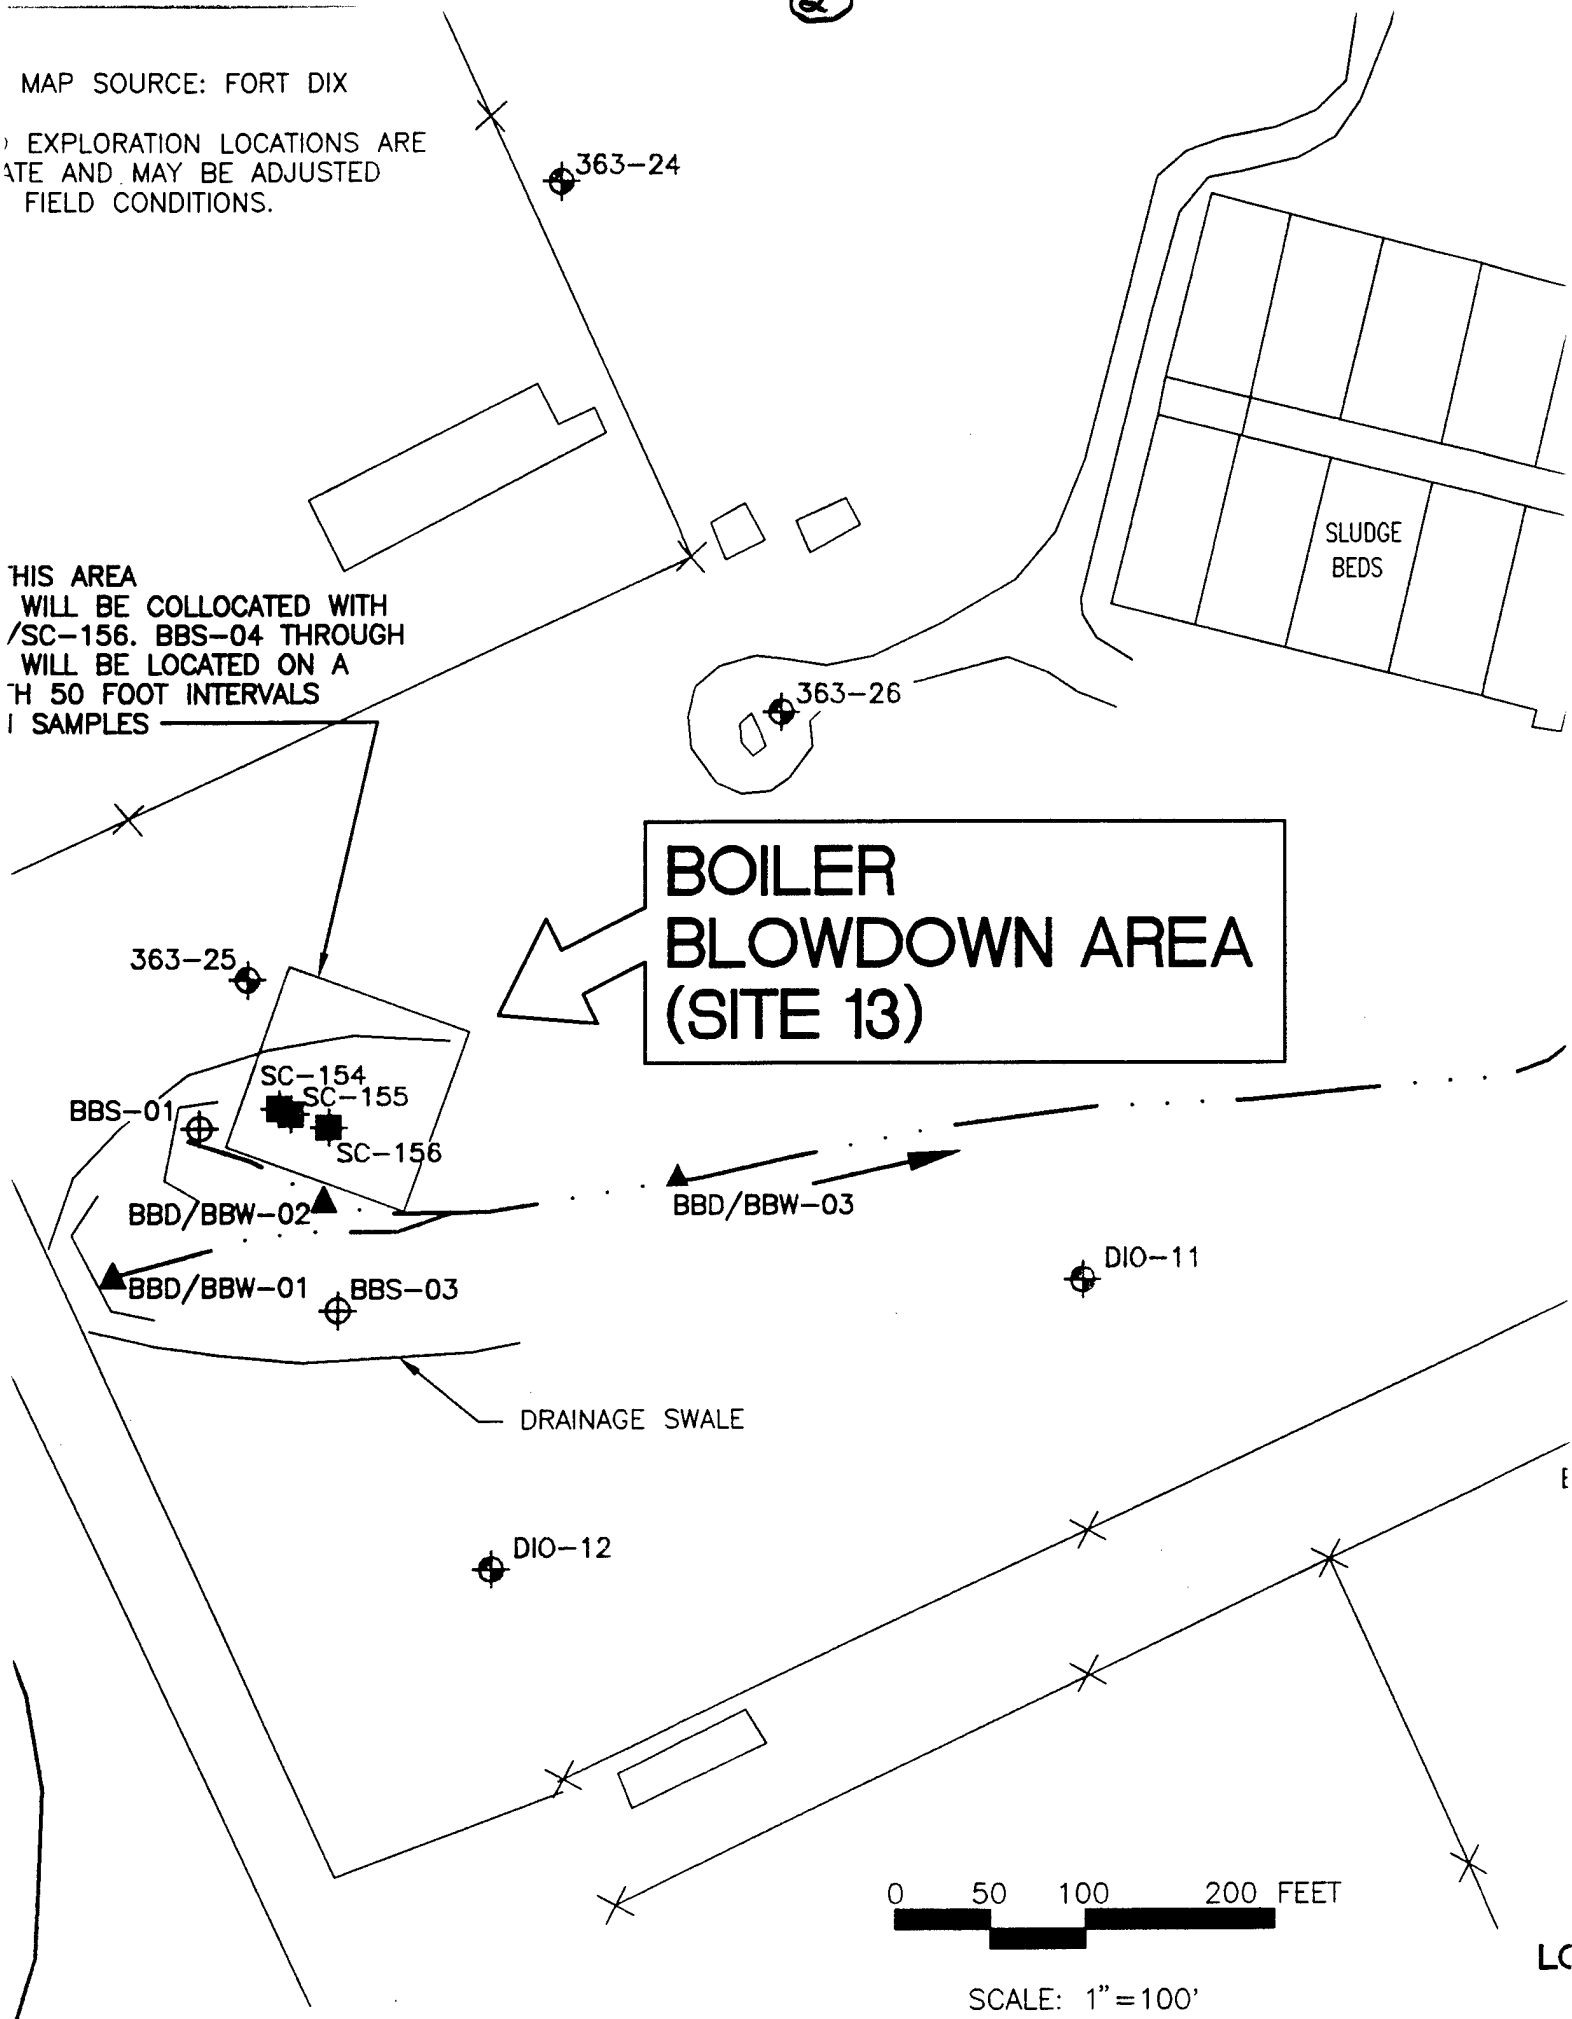 MAP SOURCE: FORT DIX
EXPLORATION LOCATIONS ARE
AND MAY BE ADJUSTED
FIELD CONDITIONS.
363-24
SLUDGE
BEDS
HIS AREA
WILL BE COLLOCATED WITH
/SC-156. BBS-04 THROUGH
WILL BE LOCATED ON A
H 50 FOOT INTERVALS
SAMPLES
363-26
BOILER
BLOWDOWN AREA
(SITE 13)
363-25
SC-154
SC-155
BBS-01
SC-156
BBD/BBW-02
BBD/BBW-03
DIO-11
BBD/BBW-01
BBS-03
DRAINAGE SWALE
DIO-12
0 50 100 200 FEET
SCALE: 1"=100'